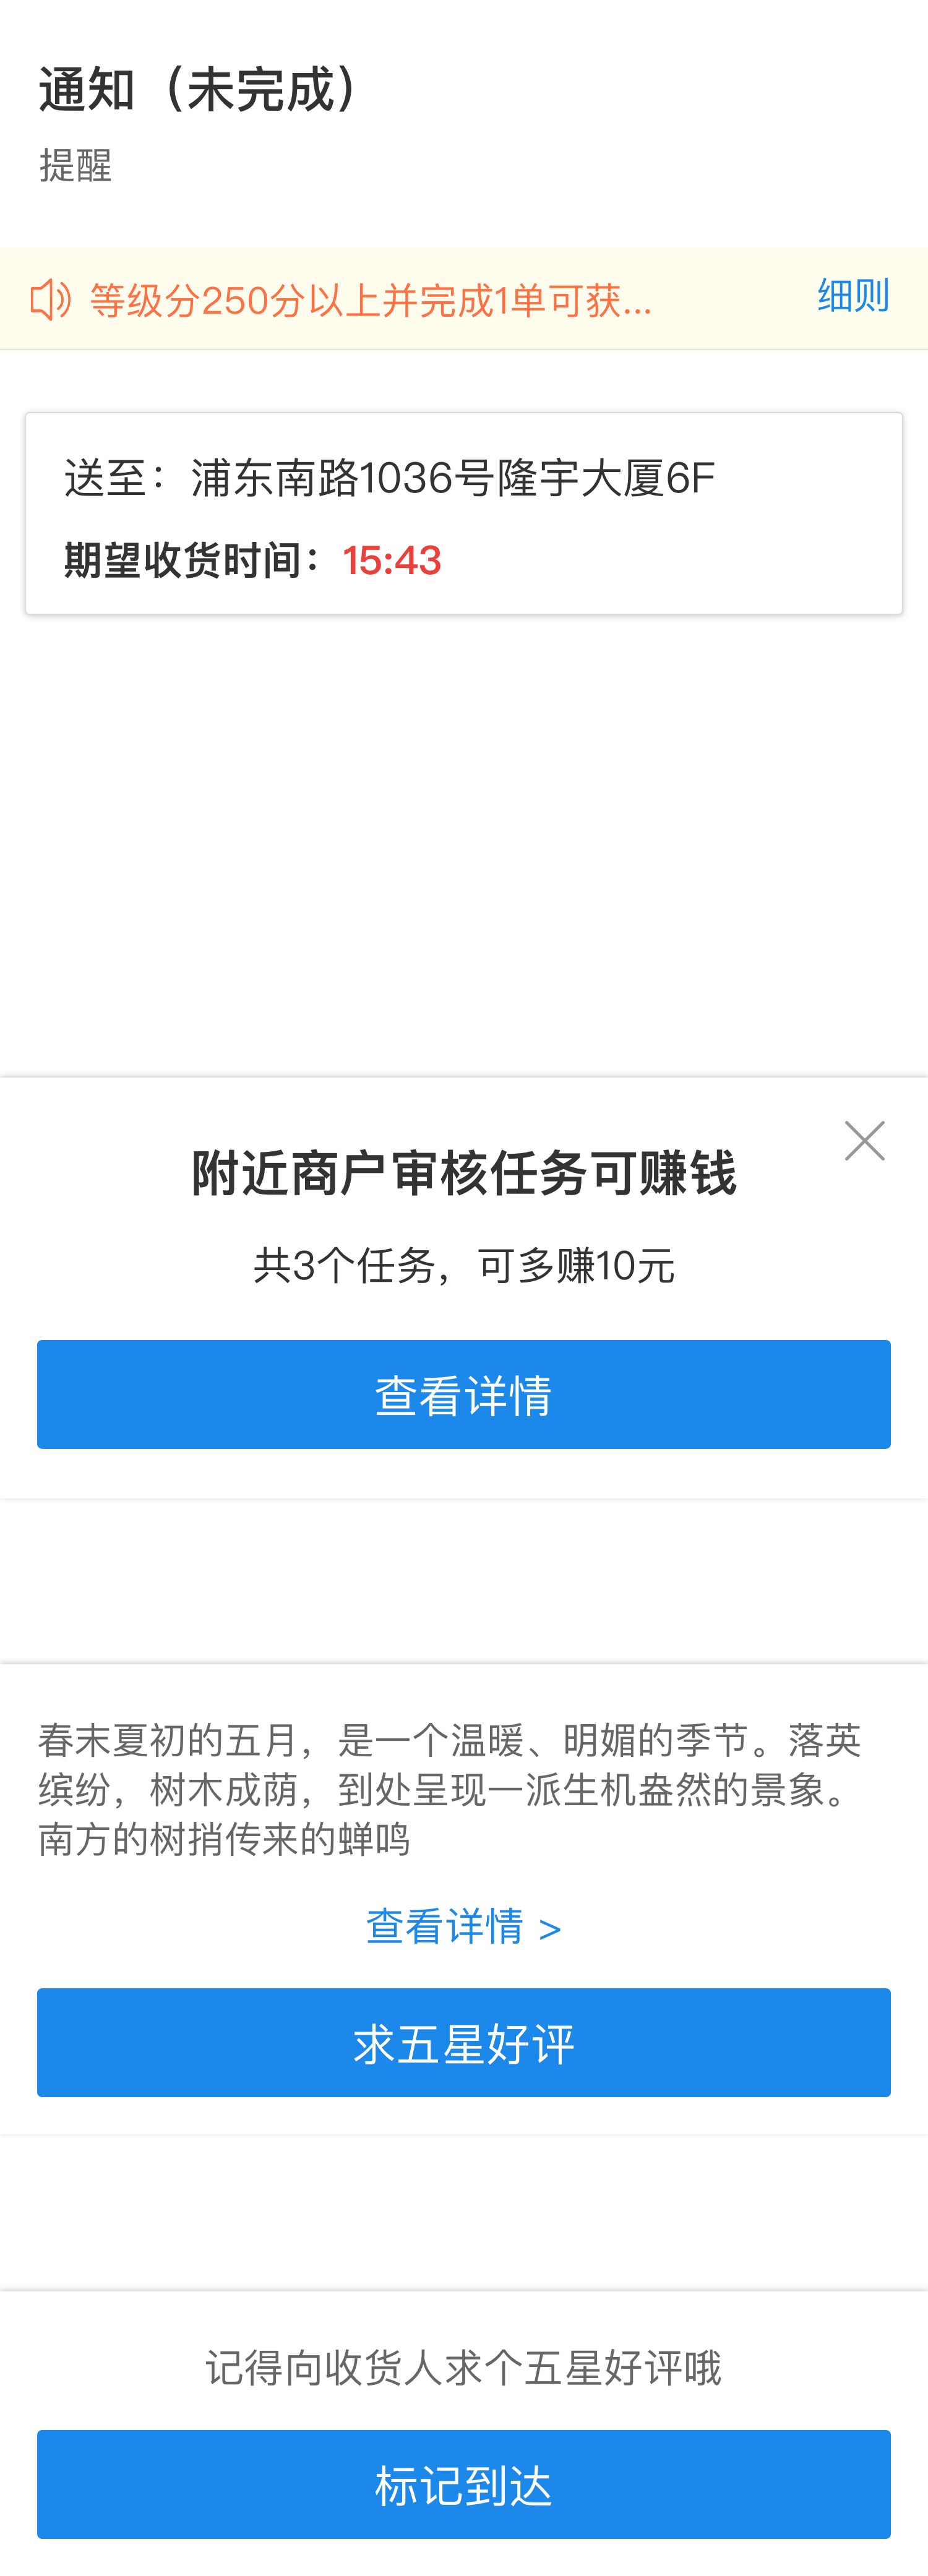 通知（未完成）
提醒
等级分250分以上并完成1单可获...
细则
送至：浦东南路1036号隆宇大厦6F
期望收货时间：15:43
附近商户审核任务可赚钱
共3个任务，可多赚10元
查看详情
春末夏初的五月，是一个温暖、明媚的季节。落英
缤纷，树木成荫，到处呈现一派生机盎然的景象。
南方的树捎传来的蝉鸣
查看详情 >
求五星好评
记得向收货人求个五星好评哦
标记到达